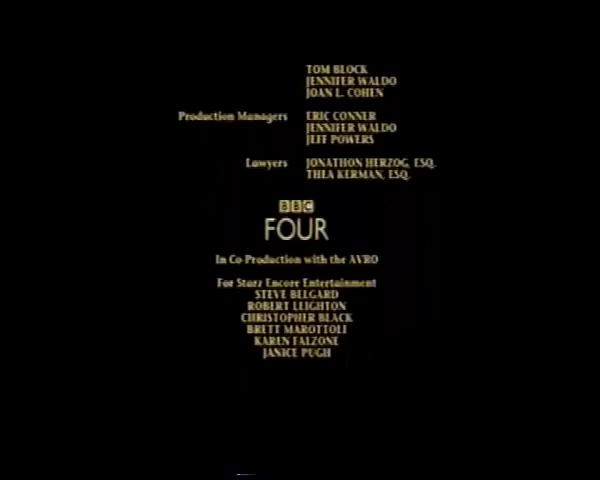 TOM BLOCK
JENNIFER WALDO
JOAN L. COHEN
Production Managers ERIC CONNER
JENNIFER WALDO
JEFF POWERS
Lawyers JONATHON HERZOG, ESQ.
THEA KERMAN, ESQ.
BBC
FOUR
In Co Production with the AVRO
For Starz Encore Entertainment
STEVE BELGARD
ROBERT LEIGHTON
CHRISTOPHER BLACK
BRETT MAROTTOLI
KAREN FALZONE
JANICE PUGH